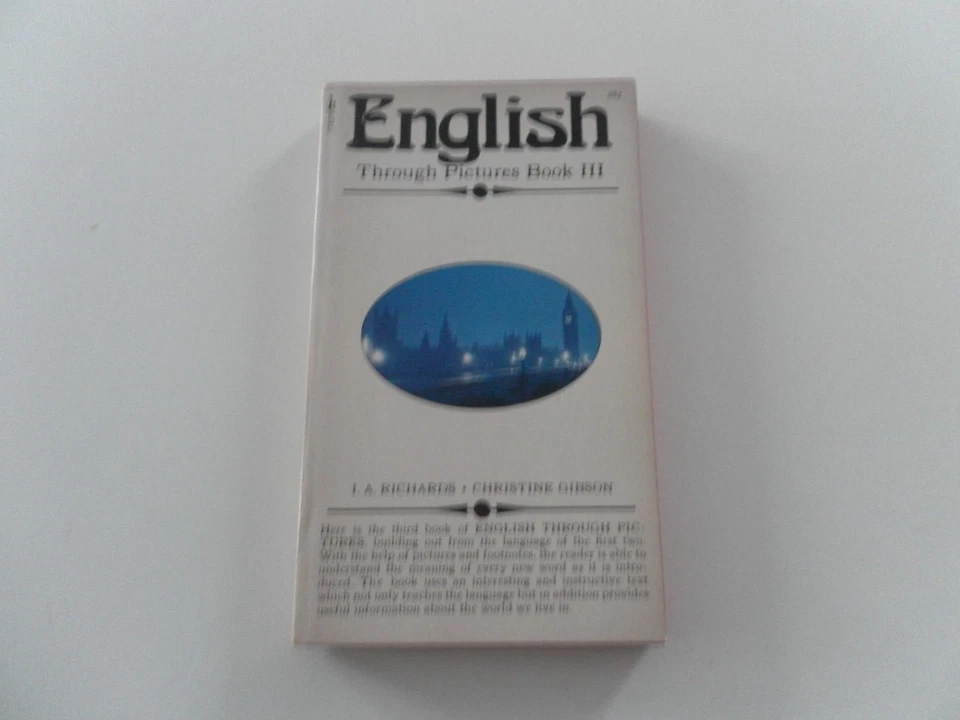 English
Through Pictures Book III
I. A. RICHARDS • CHRISTINE GIBSON
Here is the third book of ENGLISH THROUGH PIC-
TURES, building out from the language of the first two.
With the help of pictures and footnotes, the reader is able to
understand the meaning of every new word as it is intro-
duced. The book uses an interesting and instructive text
which not only teaches the language but in addition provides
useful information about the world we live in.